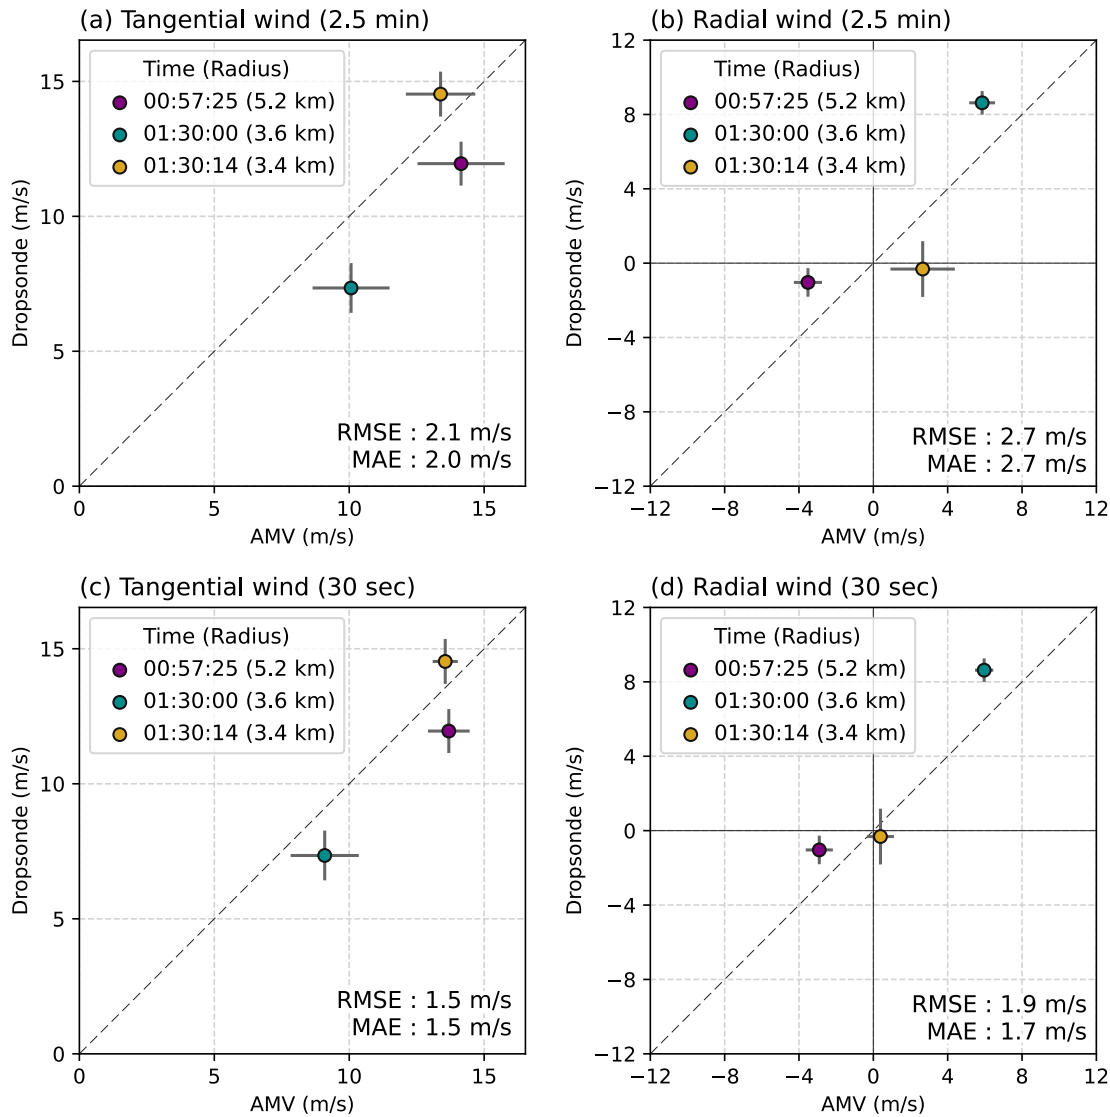 (a) Tangential wind (2.5 min)
Time (Radius)
00:57:25 (5.2 km)
01:30:00 (3.6 km)
01:30:14 (3.4 km)
15
10
5
0
Dropsonde (m/s)
RMSE : 2.1 m/s
MAE : 2.0 m/s
0 5 10 15
AMV (m/s)
(b) Radial wind (2.5 min)
Time (Radius)
00:57:25 (5.2 km)
01:30:00 (3.6 km)
01:30:14 (3.4 km)
12
8
4
0
−4
−8
−12
Dropsonde (m/s)
RMSE : 2.7 m/s
MAE : 2.7 m/s
−12 −8 −4 0 4 8 12
AMV (m/s)
(c) Tangential wind (30 sec)
Time (Radius)
00:57:25 (5.2 km)
01:30:00 (3.6 km)
01:30:14 (3.4 km)
15
10
5
0
Dropsonde (m/s)
RMSE : 1.5 m/s
MAE : 1.5 m/s
0 5 10 15
AMV (m/s)
(d) Radial wind (30 sec)
Time (Radius)
00:57:25 (5.2 km)
01:30:00 (3.6 km)
01:30:14 (3.4 km)
12
8
4
0
−4
−8
−12
Dropsonde (m/s)
RMSE : 1.9 m/s
MAE : 1.7 m/s
−12 −8 −4 0 4 8 12
AMV (m/s)